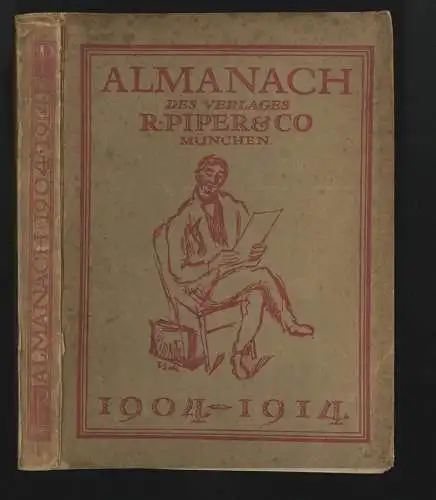 ALMANACH
DES VERLAGES
R·PIPER & CO
MÜNCHEN
1904–1914
ALMANACH 1904·1914